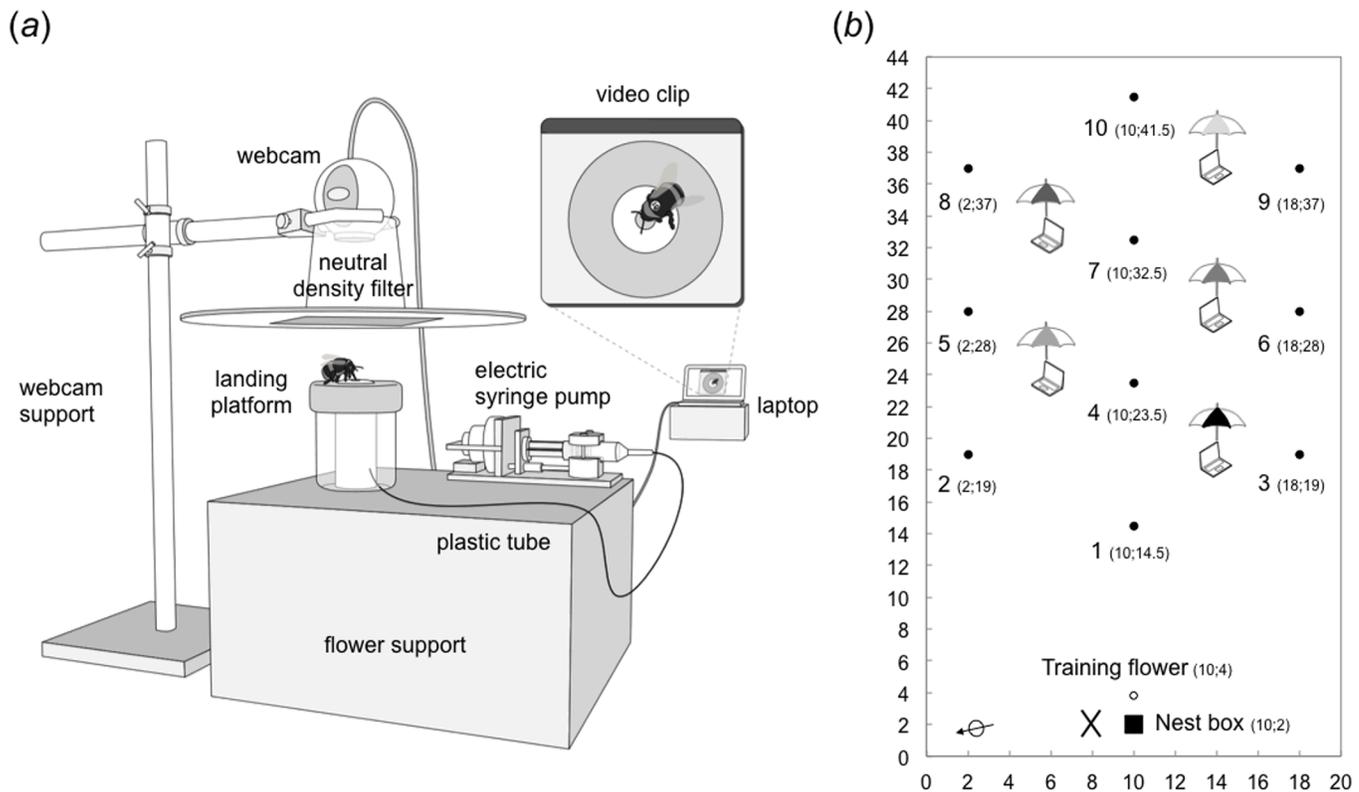 (a)
video clip
webcam
neutral
density filter
webcam
support
landing
platform
electric
syringe pump
laptop
plastic tube
flower support
(b)
44
42
40
38
36
34
32
30
28
26
24
22
20
18
16
14
12
10
8
6
4
2
0
10 (10;41.5)
8 (2;37)
9 (18;37)
7 (10;32.5)
5 (2;28)
6 (18;28)
4 (10;23.5)
2 (2;19)
3 (18;19)
1 (10;14.5)
Training flower (10;4)
X
Nest box (10;2)
0 2 4 6 8 10 12 14 16 18 20